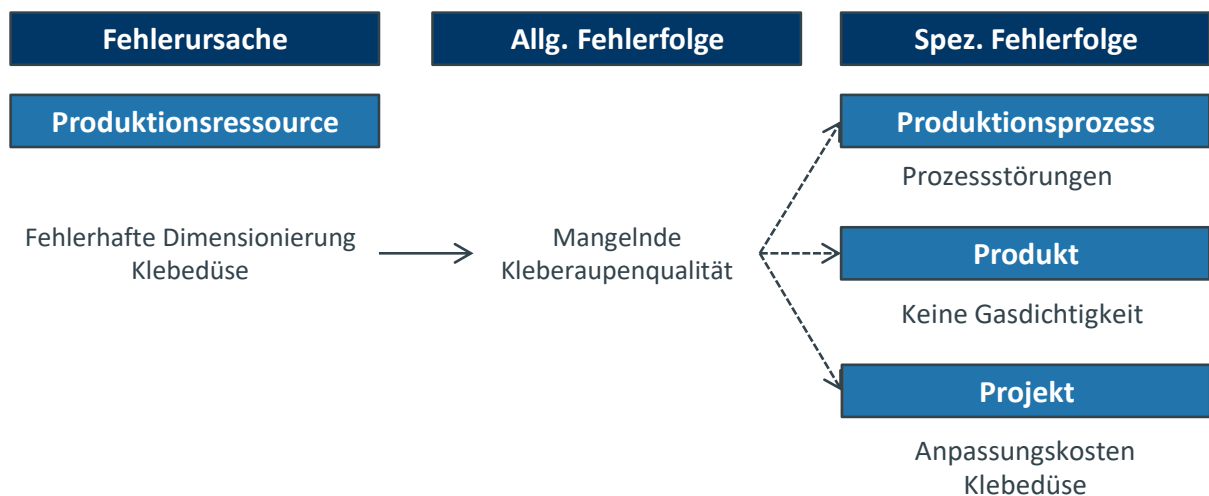 Fehlerursache
Allg. Fehlerfolge
Spez. Fehlerfolge
Produktionsressource
Produktionsprozess
Prozessstörungen
Fehlerhafte Dimensionierung
Klebedüse
Mangelnde
Kleberaupenqualität
Produkt
Keine Gasdichtigkeit
Projekt
Anpassungskosten
Klebedüse